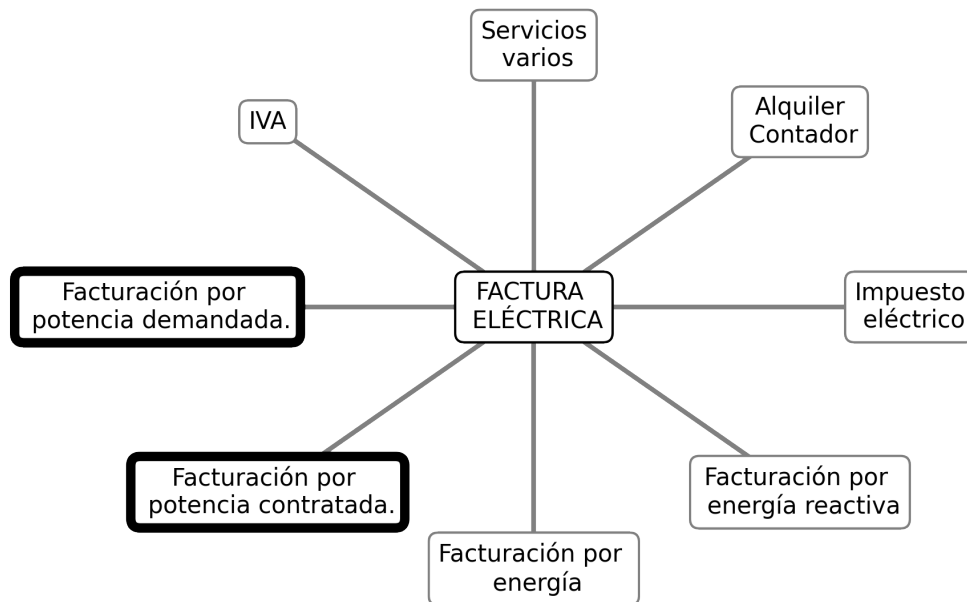 Servicios
varios
Alquiler
Contador
IVA
FACTURA
ELÉCTRICA
Impuesto
eléctrico
Facturación por
potencia demandada.
Facturación por
potencia contratada.
Facturación por
energía reactiva
Facturación por
energía